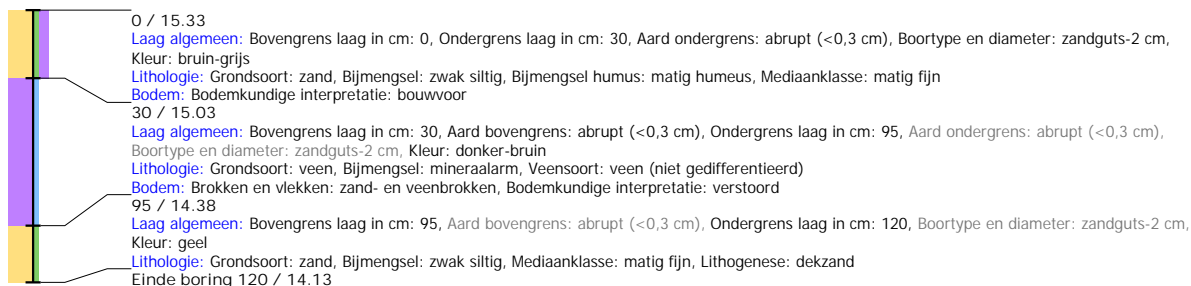 0 / 15.33
Laag algemeen: Bovengrens laag in cm: 0, Ondergrens laag in cm: 30, Aard ondergrens: abrupt (<0,3 cm), Boortype en diameter: zandguts-2 cm,
Kleur: bruin-grijs
Lithologie: Grondsoort: zand, Bijmengsel: zwak siltig, Bijmengsel humus: matig humeus, Mediaanklasse: matig fijn
Bodem: Bodemkundige interpretatie: bouwvoor
30 / 15.03
Laag algemeen: Bovengrens laag in cm: 30, Aard bovengrens: abrupt (<0,3 cm), Ondergrens laag in cm: 95, Aard ondergrens: abrupt (<0,3 cm),
Boortype en diameter: zandguts-2 cm, Kleur: donker-bruin
Lithologie: Grondsoort: veen, Bijmengsel: mineraalarm, Veensoort: veen (niet gedifferentieerd)
Bodem: Brokken en vlekken: zand- en veenbrokken, Bodemkundige interpretatie: verstoord
95 / 14.38
Laag algemeen: Bovengrens laag in cm: 95, Aard bovengrens: abrupt (<0,3 cm), Ondergrens laag in cm: 120, Boortype en diameter: zandguts-2 cm,
Kleur: geel
Lithologie: Grondsoort: zand, Bijmengsel: zwak siltig, Mediaanklasse: matig fijn, Lithogenese: dekzand
Einde boring 120 / 14.13